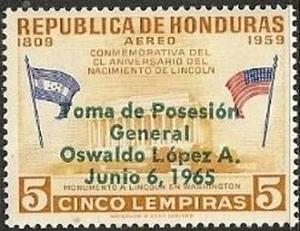 REPUBLICA DE HONDURAS
1809 AEREO 1959
CONMEMORATIVA DEL
CL ANIVERSARIO DEL
NACIMIENTO DE LINCOLN
Toma de Posesión
General
Oswaldo López A.
Junio 6, 1965
MONUMENTO A LINCOLN EN WASHINGTON
5 CINCO LEMPIRAS 5